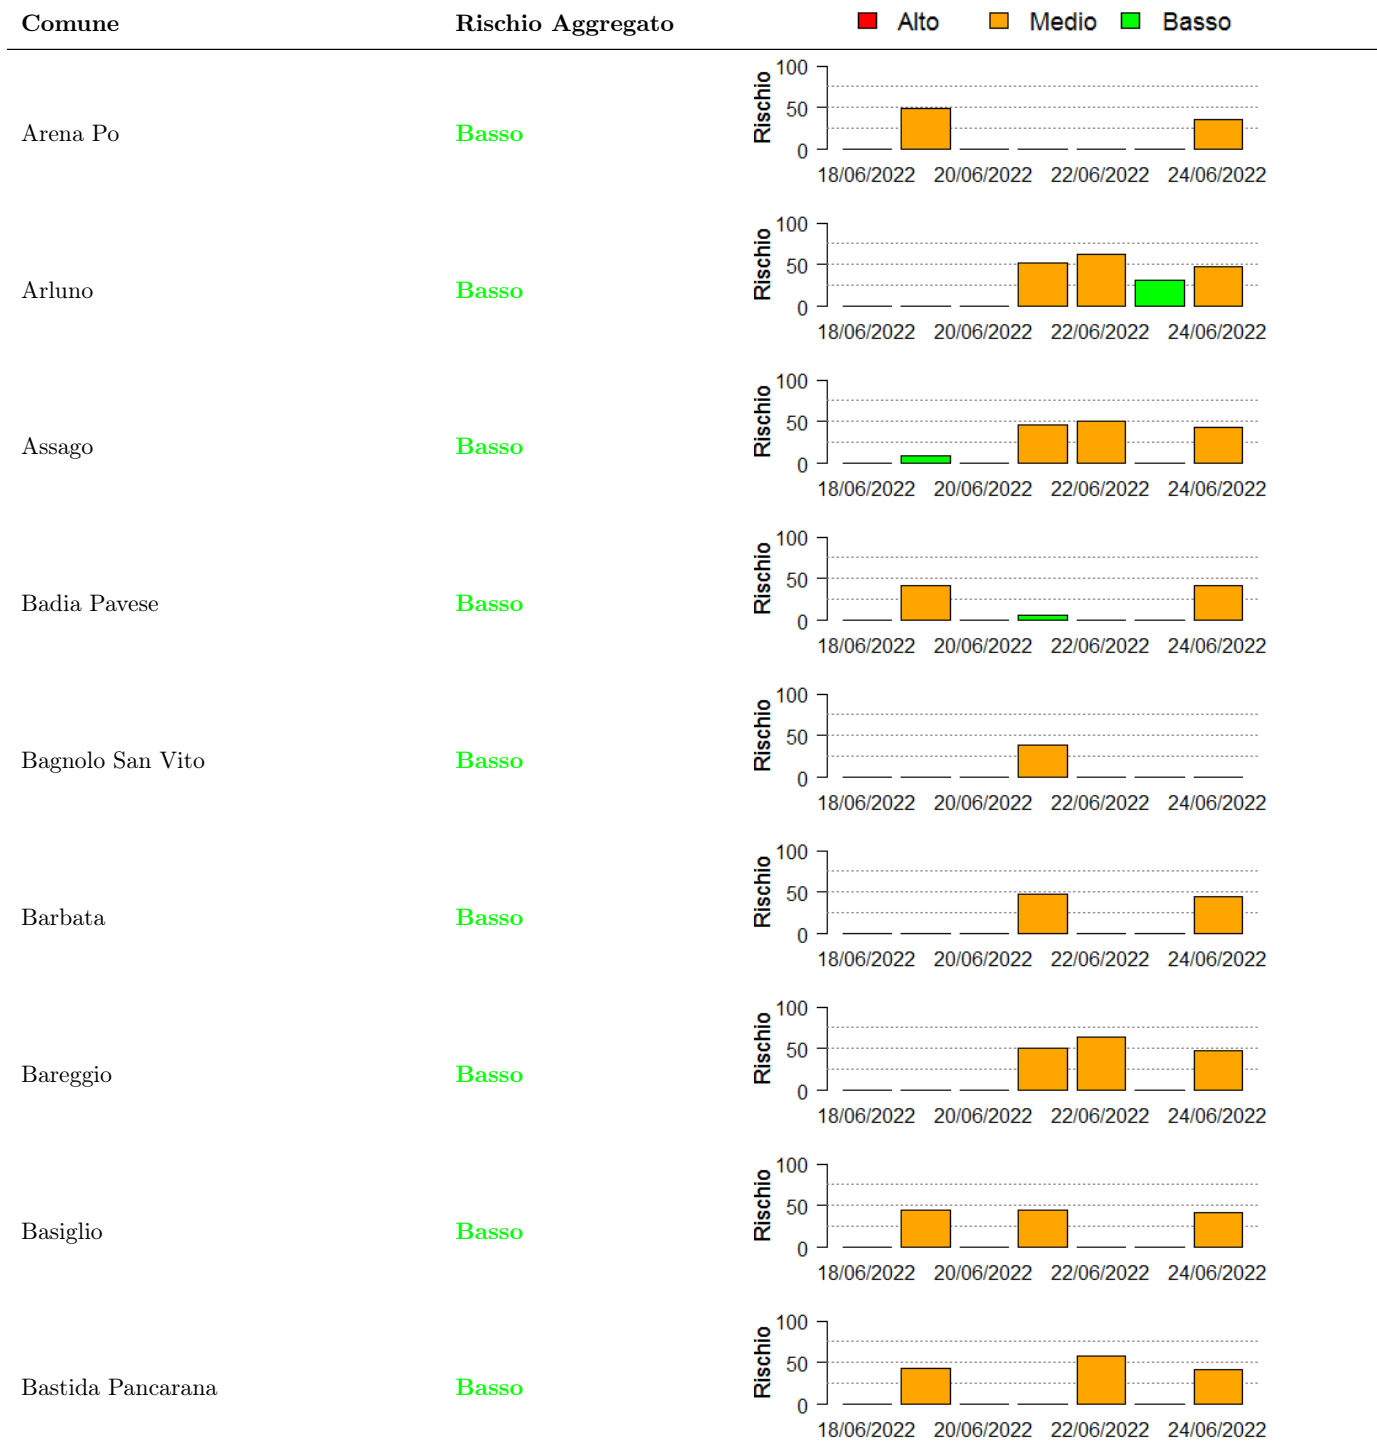 Comune Rischio Aggregato Alto Medio Basso
Arena Po Basso Rischio 100 50 0
18/06/2022 20/06/2022 22/06/2022 24/06/2022
Arluno Basso Rischio 100 50 0
18/06/2022 20/06/2022 22/06/2022 24/06/2022
Assago Basso Rischio 100 50 0
18/06/2022 20/06/2022 22/06/2022 24/06/2022
Badia Pavese Basso Rischio 100 50 0
18/06/2022 20/06/2022 22/06/2022 24/06/2022
Bagnolo San Vito Basso Rischio 100 50 0
18/06/2022 20/06/2022 22/06/2022 24/06/2022
Barbata Basso Rischio 100 50 0
18/06/2022 20/06/2022 22/06/2022 24/06/2022
Bareggio Basso Rischio 100 50 0
18/06/2022 20/06/2022 22/06/2022 24/06/2022
Basiglio Basso Rischio 100 50 0
18/06/2022 20/06/2022 22/06/2022 24/06/2022
Bastida Pancarana Basso Rischio 100 50 0
18/06/2022 20/06/2022 22/06/2022 24/06/2022